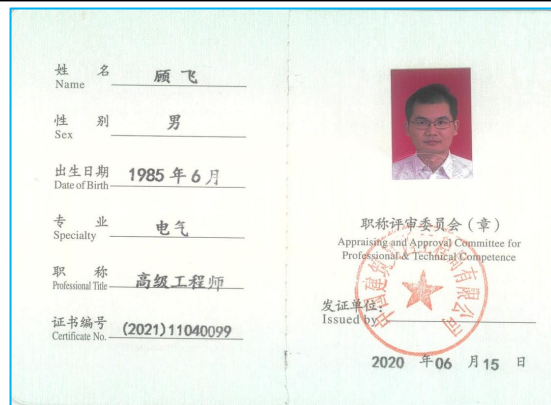 姓 名 顾飞
Name
性 别 男
Sex
出生日期 1985年6月
Date of Birth
专 业 电气
Specialty
职 称 高级工程师
Professional Title
证书编号 (2021)11040099
Certificate No.
职称评审委员会(章)
Appraising and Approval Committee for
Professional & Technical Competence
发证单位:
Issued by
2020 年06 月15 日